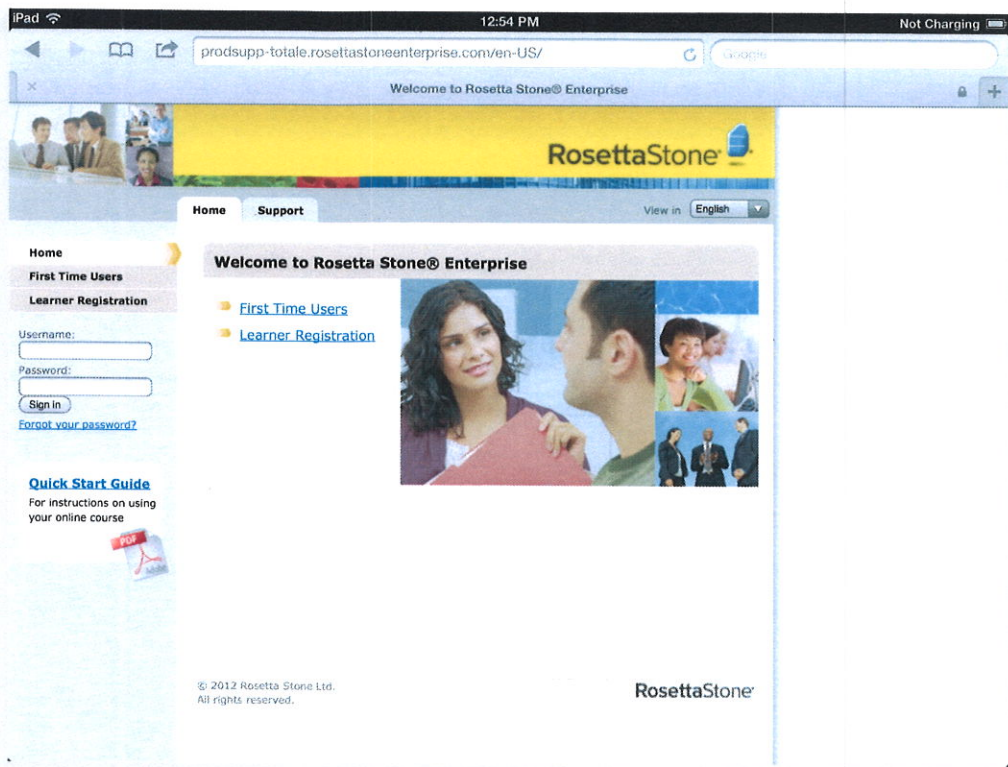 iPad 12:54 PM Not Charging
prodsupp-totale.rosettastoneenterprise.com/en-US/ Google
Welcome to Rosetta Stone® Enterprise
RosettaStone
Home Support View in English
Home
First Time Users
Learner Registration
Username:
Password:
Sign in
Forgot your password?
Quick Start Guide
For instructions on using
your online course
PDF
Adobe
Welcome to Rosetta Stone® Enterprise
First Time Users
Learner Registration
© 2012 Rosetta Stone Ltd.
All rights reserved.
RosettaStone